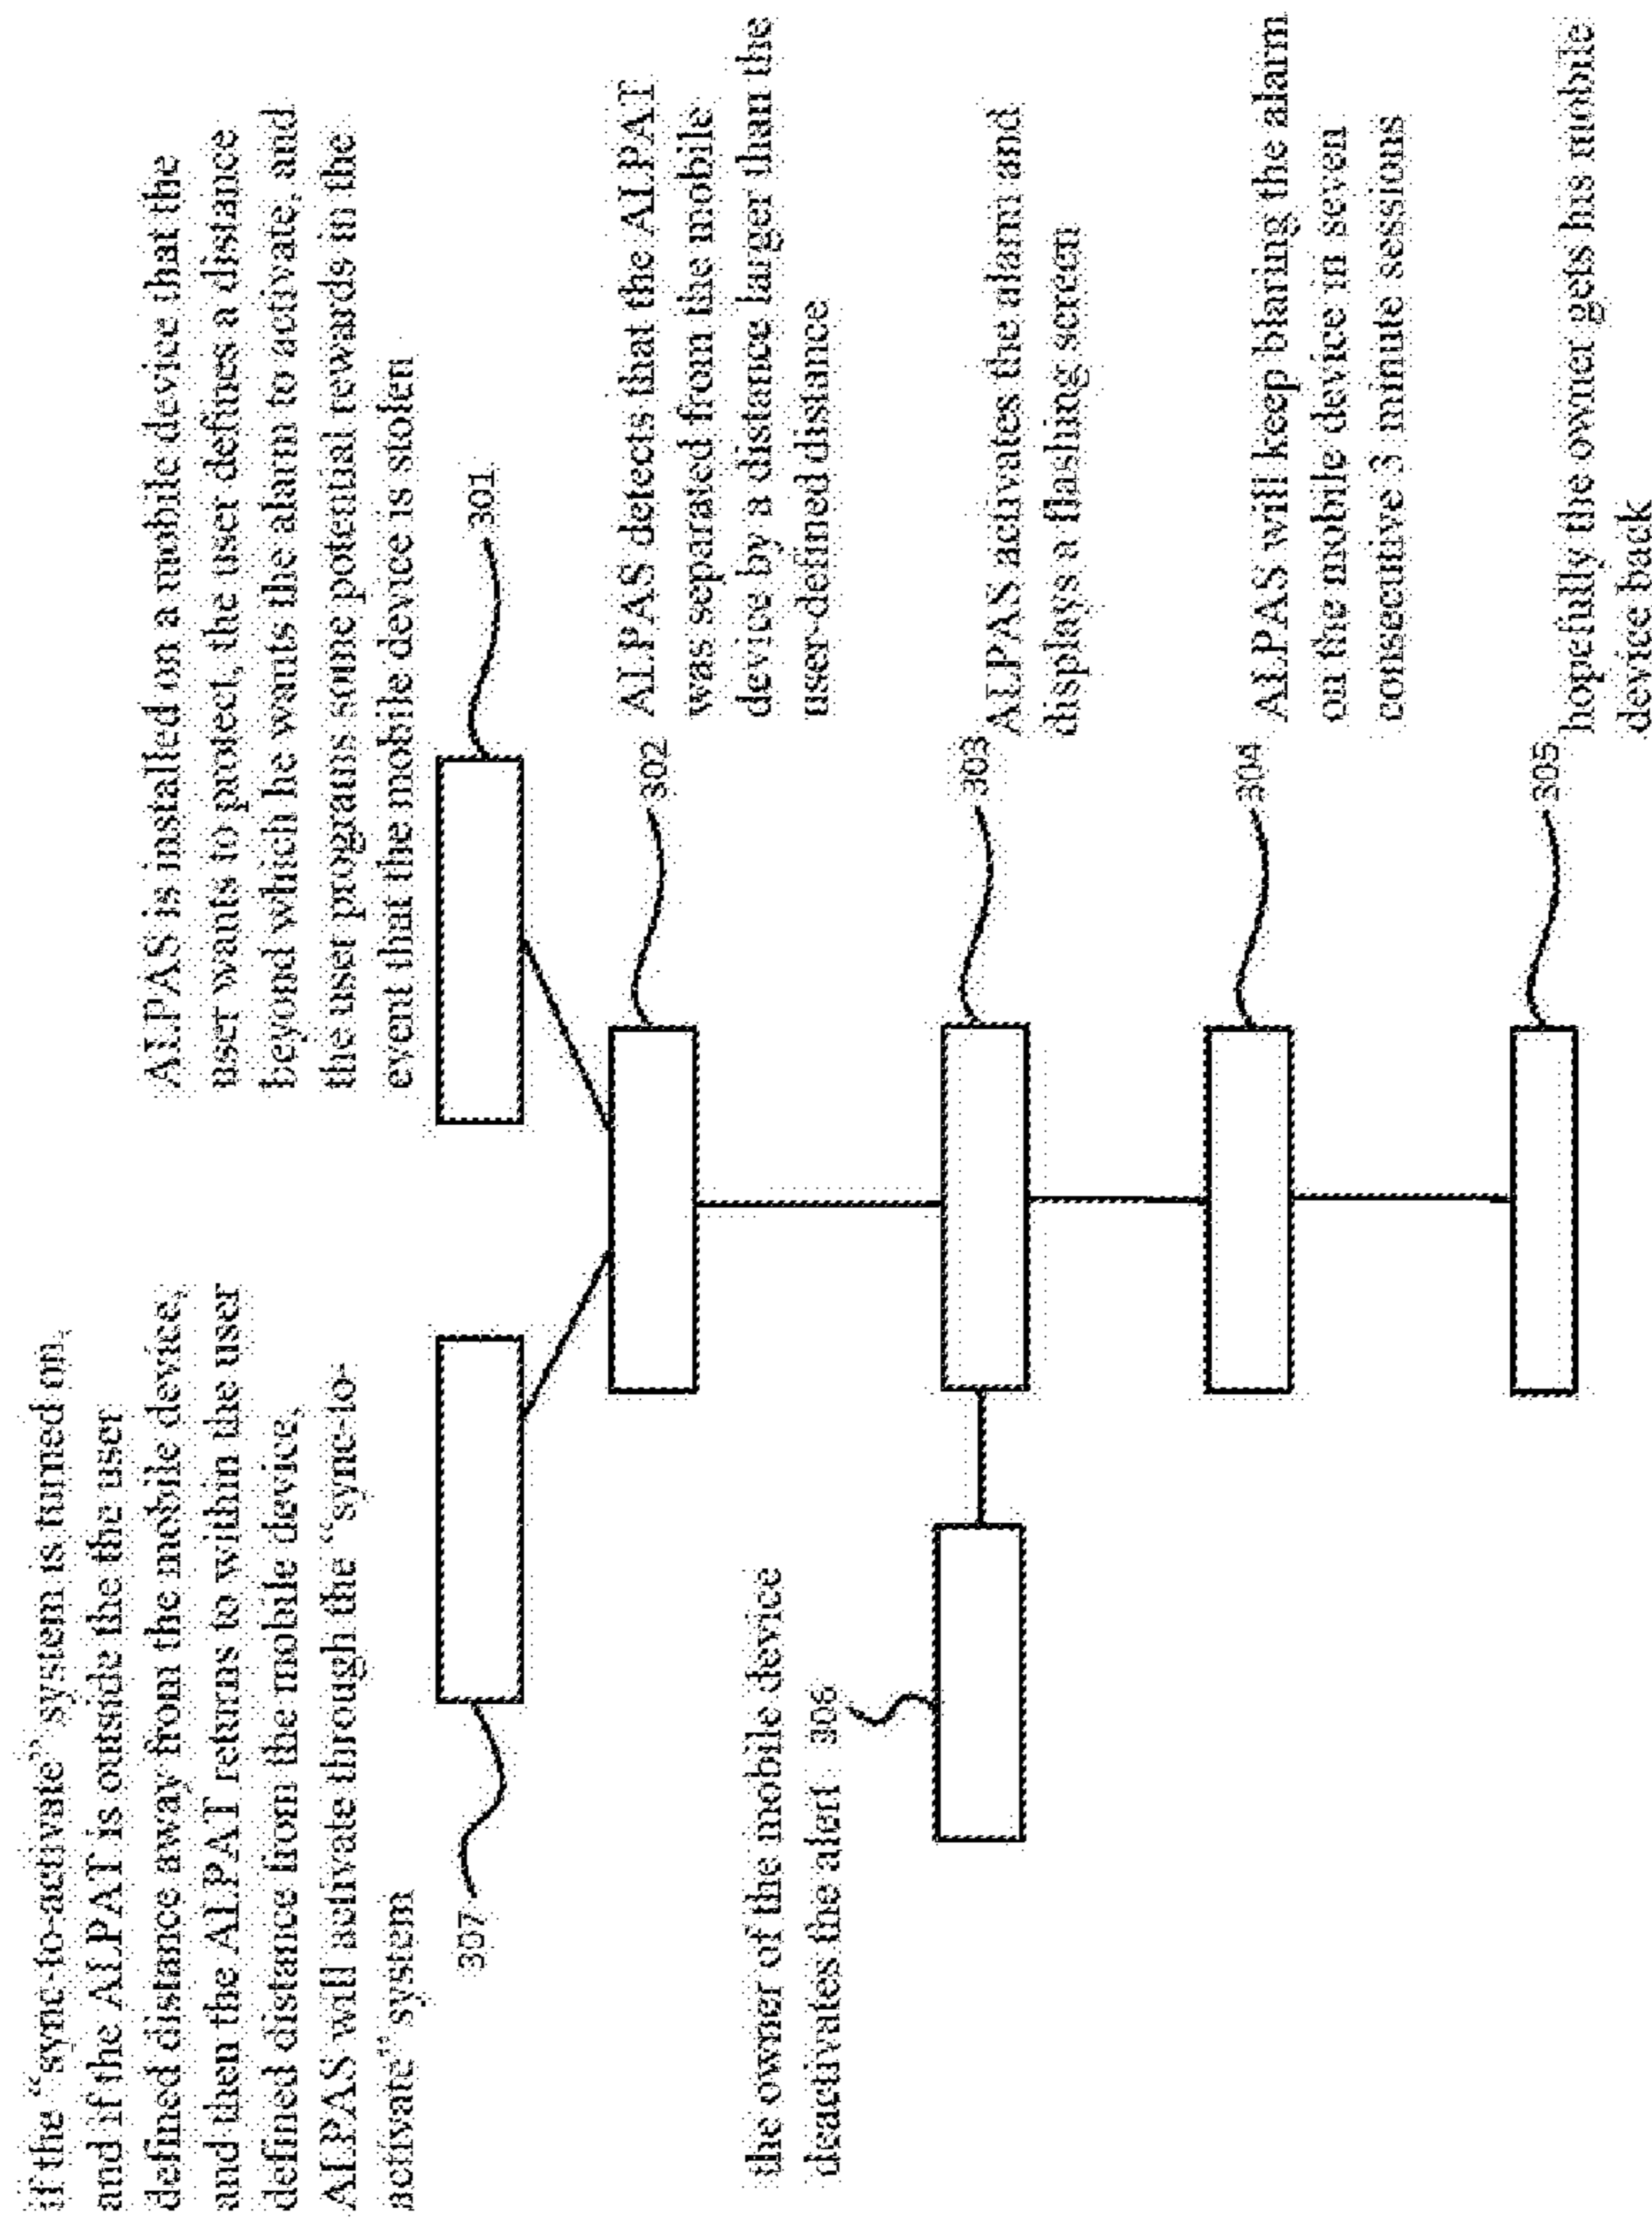 if the “sync-to-activate” system is turned on,
and if the ALPAT is outside the the user
defined distance away from the mobile device,
and then the ALPAT returns to within the user
defined distance from the mobile device,
ALPAS will activate through the “sync-to-
activate” system
307
ALPAS is installed on a mobile device that the
user wants to protect, the user defines a distance
beyond which he wants the alarm to activate, and
the user programs some potential rewards in the
event that the mobile device is stolen
301
ALPAS detects that the ALPAT
was separated from the mobile
device by a distance larger than the
user-defined distance
302
the owner of the mobile device
deactivates the alert 306
ALPAS activates the alarm and
displays a flashing screen
303
ALPAS will keep blaring the alarm
on the mobile device in seven
consecutive 3 minute sessions
304
hopefully the owner gets his mobile
device back
305